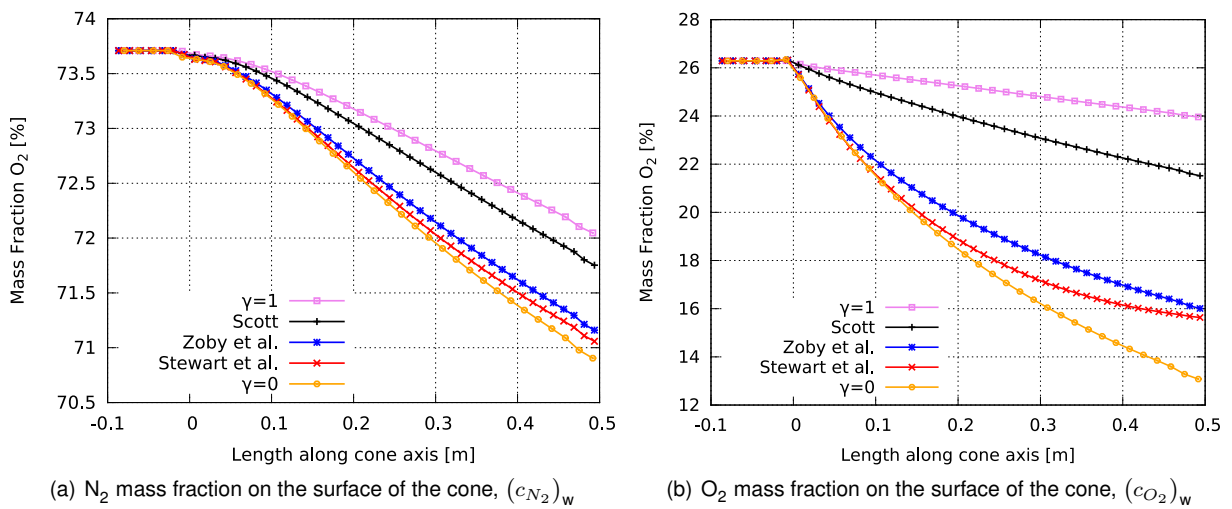 74
73.5
73
72.5
72
71.5
71
70.5
-0.1
0
0.1
0.2
0.3
0.4
0.5
Mass Fraction O2 [%]
Length along cone axis [m]
γ=1
Scott
Zoby et al.
Stewart et al.
γ=0
(a) N2 mass fraction on the surface of the cone, (cN2)w
28
26
24
22
20
18
16
14
12
-0.1
0
0.1
0.2
0.3
0.4
0.5
Mass Fraction O2 [%]
Length along cone axis [m]
γ=1
Scott
Zoby et al.
Stewart et al.
γ=0
(b) O2 mass fraction on the surface of the cone, (cO2)w